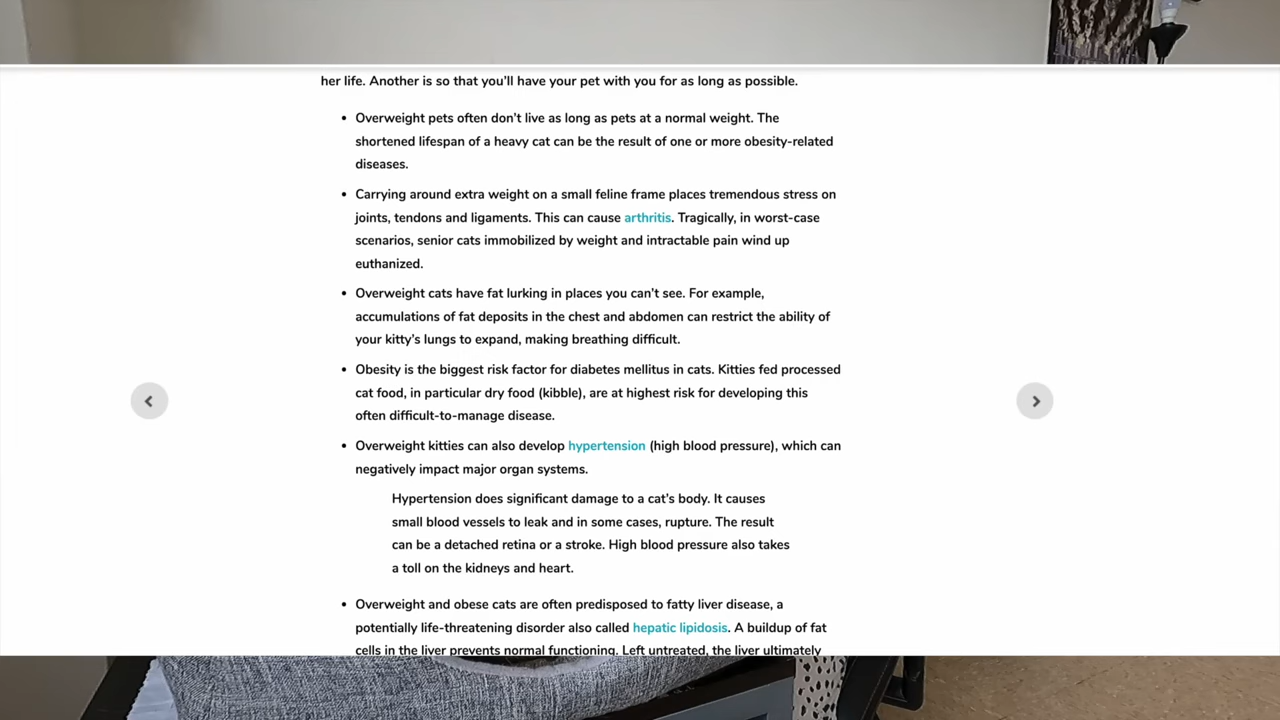 her life. Another is so that you’ll have your pet with you for as long as possible.
• Overweight pets often don’t live as long as pets at a normal weight. The
shortened lifespan of a heavy cat can be the result of one or more obesity-related
diseases.
• Carrying around extra weight on a small feline frame places tremendous stress on
joints, tendons and ligaments. This can cause arthritis. Tragically, in worst-case
scenarios, senior cats immobilized by weight and intractable pain wind up
euthanized.
• Overweight cats have fat lurking in places you can’t see. For example,
accumulations of fat deposits in the chest and abdomen can restrict the ability of
your kitty’s lungs to expand, making breathing difficult.
• Obesity is the biggest risk factor for diabetes mellitus in cats. Kitties fed processed
cat food, in particular dry food (kibble), are at highest risk for developing this
often difficult-to-manage disease.
• Overweight kitties can also develop hypertension (high blood pressure), which can
negatively impact major organ systems.
Hypertension does significant damage to a cat’s body. It causes
small blood vessels to leak and in some cases, rupture. The result
can be a detached retina or a stroke. High blood pressure also takes
a toll on the kidneys and heart.
• Overweight and obese cats are often predisposed to fatty liver disease, a
potentially life-threatening disorder also called hepatic lipidosis. A buildup of fat
cells in the liver prevents normal functioning. Left untreated, the liver ultimately